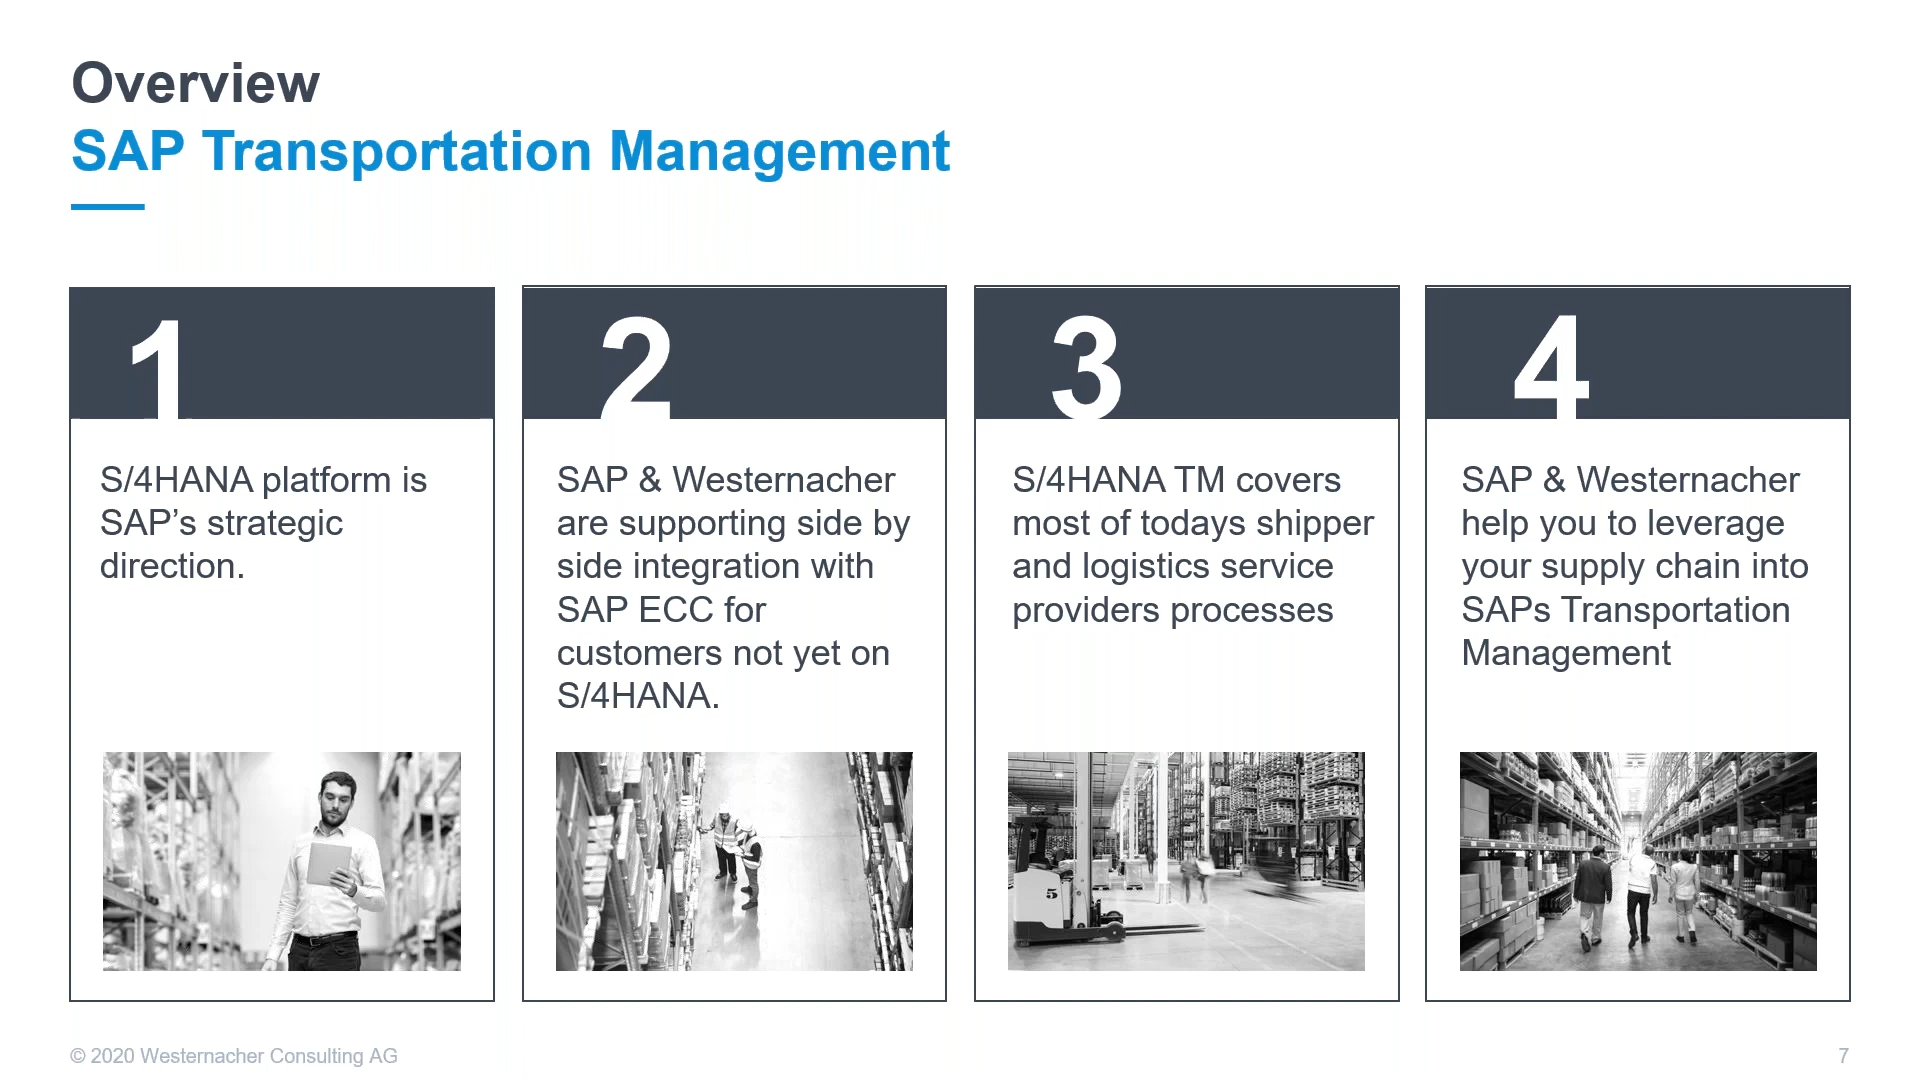 Overview
SAP Transportation Management
1
S/4HANA platform is
SAP’s strategic
direction.
2
SAP & Westernacher
are supporting side by
side integration with
SAP ECC for
customers not yet on
S/4HANA.
3
S/4HANA TM covers
most of todays shipper
and logistics service
providers processes
5
4
SAP & Westernacher
help you to leverage
your supply chain into
SAPs Transportation
Management
© 2020 Westernacher Consulting AG
7